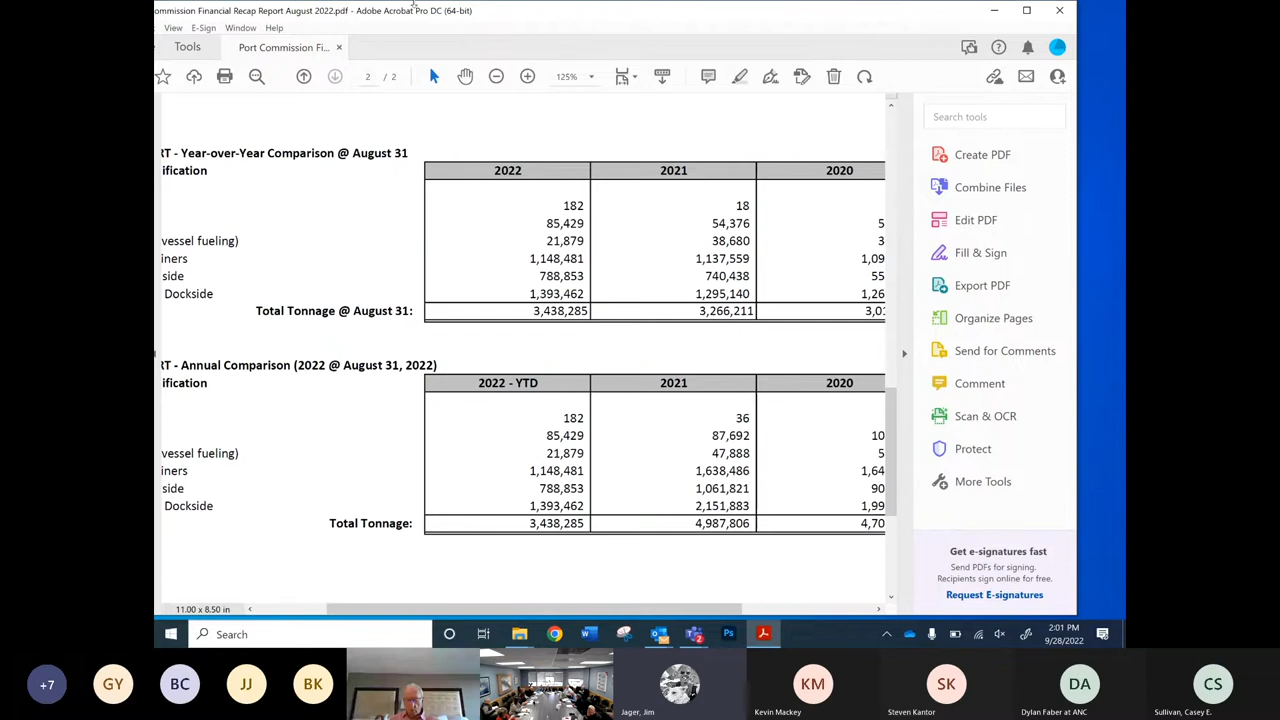 ommission Financial Recap Report August 2022.pdf - Adobe Acrobat Pro DC (64-bit)
View E-Sign Window Help
Tools Port Commission Fi... ×
2 / 2 125%
Search tools
RT - Year-over-Year Comparison @ August 31
ification 2022 2021 2020
182 18
85,429 54,376 5
vessel fueling) 21,879 38,680 3
iners 1,148,481 1,137,559 1,09
side 788,853 740,438 55
Dockside 1,393,462 1,295,140 1,26
Total Tonnage @ August 31: 3,438,285 3,266,211 3,01
RT - Annual Comparison (2022 @ August 31, 2022)
ification 2022 - YTD 2021 2020
182 36
85,429 87,692 10
vessel fueling) 21,879 47,888 5
iners 1,148,481 1,638,486 1,64
side 788,853 1,061,821 90
Dockside 1,393,462 2,151,883 1,99
Total Tonnage: 3,438,285 4,987,806 4,70
11.00 x 8.50 in
Create PDF
Combine Files
Edit PDF
Fill & Sign
Export PDF
Organize Pages
Send for Comments
Comment
Scan & OCR
Protect
More Tools
Get e-signatures fast
Send PDFs for signing.
Recipients sign online for free.
Request E-signatures
Search
W
Ps
2:01 PM
9/28/2022
+7 GY BC JJ BK KM SK DA CS
Jager, Jim Kevin Mackey Steven Kantor Dylan Faber at ANC Sullivan, Casey E.